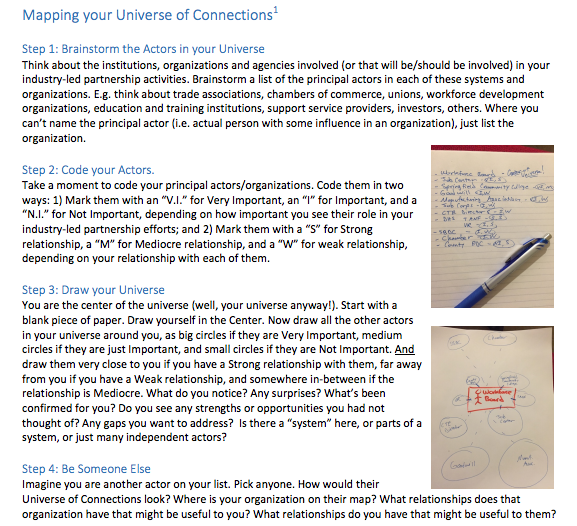 Mapping your Universe of Connections¹
Step 1: Brainstorm the Actors in your Universe
Think about the institutions, organizations and agencies involved (or that will be/should be involved) in your
industry-led partnership activities. Brainstorm a list of the principal actors in each of these systems and
organizations. E.g. think about trade associations, chambers of commerce, unions, workforce development
organizations, education and training institutions, support service providers, investors, others. Where you
can't name the principal actor (i.e. actual person with some influence in an organization), just list the
organization.
Step 2: Code your Actors.
Take a moment to code your principal actors/organizations. Code them in two
ways: 1) Mark them with an "V.I." for Very Important, an "I" for Important, and a
"N.I." for Not Important, depending on how important you see their role in your
industry-led partnership efforts; and 2) Mark them with a "S" for Strong
relationship, a "M" for Mediocre relationship, and a "W" for weak relationship,
depending on your relationship with each of them.
- Workforce Board
- Job Center
- Springfield Community College
- Goodwill
- Manufacturing Association
- Job Corps
- CTE Director
- SBDC
- Chamber
- County EDC
Step 3: Draw your Universe
You are the center of the universe (well, your universe anyway!). Start with a
blank piece of paper. Draw yourself in the Center. Now draw all the other actors
in your universe around you, as big circles if they are Very Important, medium
circles if they are just Important, and small circles if they are Not Important. And
draw them very close to you if you have a Strong relationship with them, far away
from you if you have a Weak relationship, and somewhere in-between if the
relationship is Mediocre. What do you notice? Any surprises? What's been
confirmed for you? Do you see any strengths or opportunities you had not
thought of? Any gaps you want to address? Is there a "system" here, or parts of a
system, or just many independent actors?
Chamber
Workforce
Board
Goodwill
Step 4: Be Someone Else
Imagine you are another actor on your list. Pick anyone. How would their
Universe of Connections look? Where is your organization on their map? What relationships does that
organization have that might be useful to you? What relationships do you have that might be useful to them?